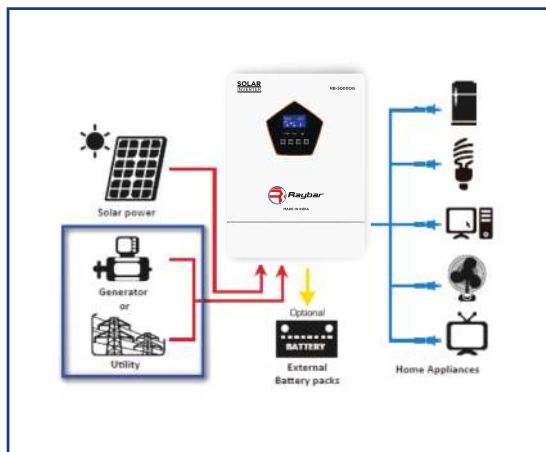 SOLAR
INVERTER
RB-5000OG
Raybar
MADE IN INDIA
Solar power
Generator
or
Utility
Optional
BATTERY
External
Battery packs
Home Appliances